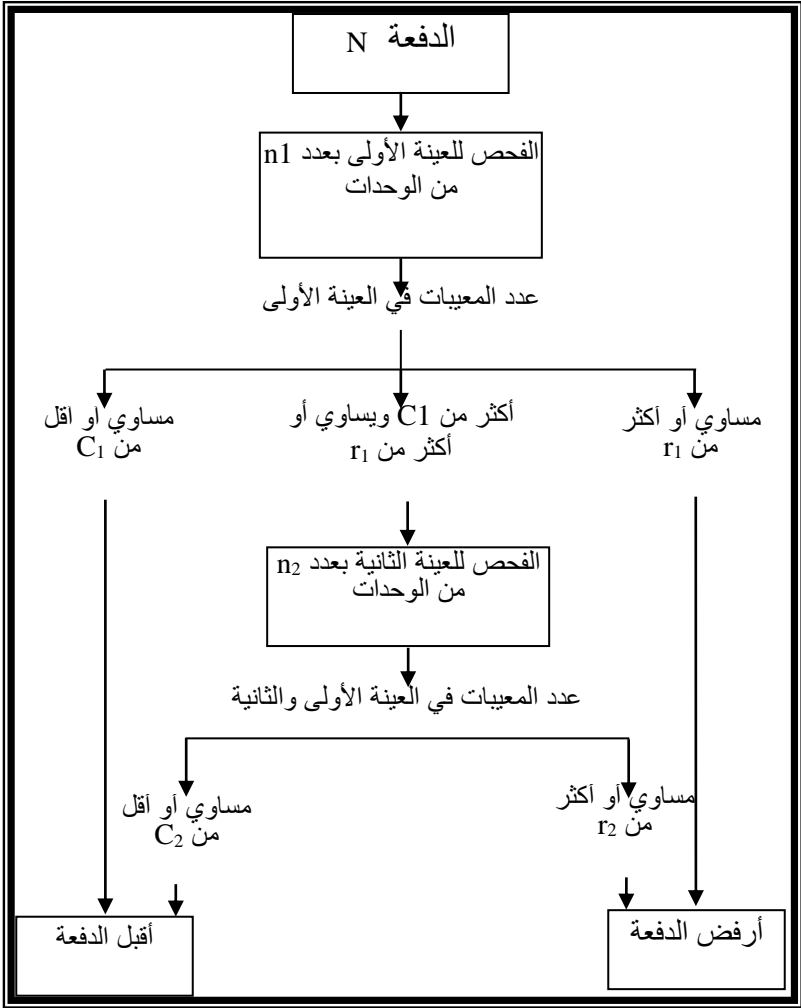 الدفعة N
الفحص للعينة الأولى بعدد n1
من الوحدات
عدد المعيبات في العينة الأولى
مساوي أو أكثر
من r₁
أكثر من C1 ويساوي أو
أكثر من r₁
مساوي أو أقل
من C₁
الفحص للعينة الثانية بعدد n₂
من الوحدات
عدد المعيبات في العينة الأولى والثانية
مساوي أو أكثر
من r₂
مساوي أو أقل
من C₂
أرفض الدفعة
أقبل الدفعة